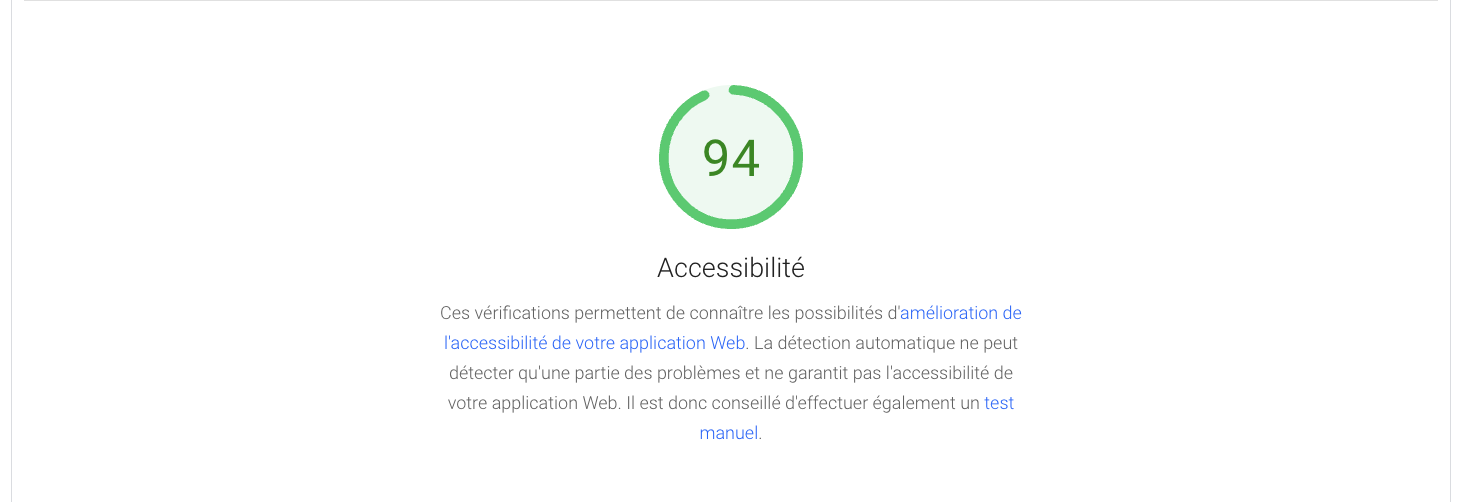 94
Accessibilité
Ces vérifications permettent de connaître les possibilités d'amélioration de
l'accessibilité de votre application Web. La détection automatique ne peut
détecter qu'une partie des problèmes et ne garantit pas l'accessibilité de
votre application Web. Il est donc conseillé d'effectuer également un test
manuel.